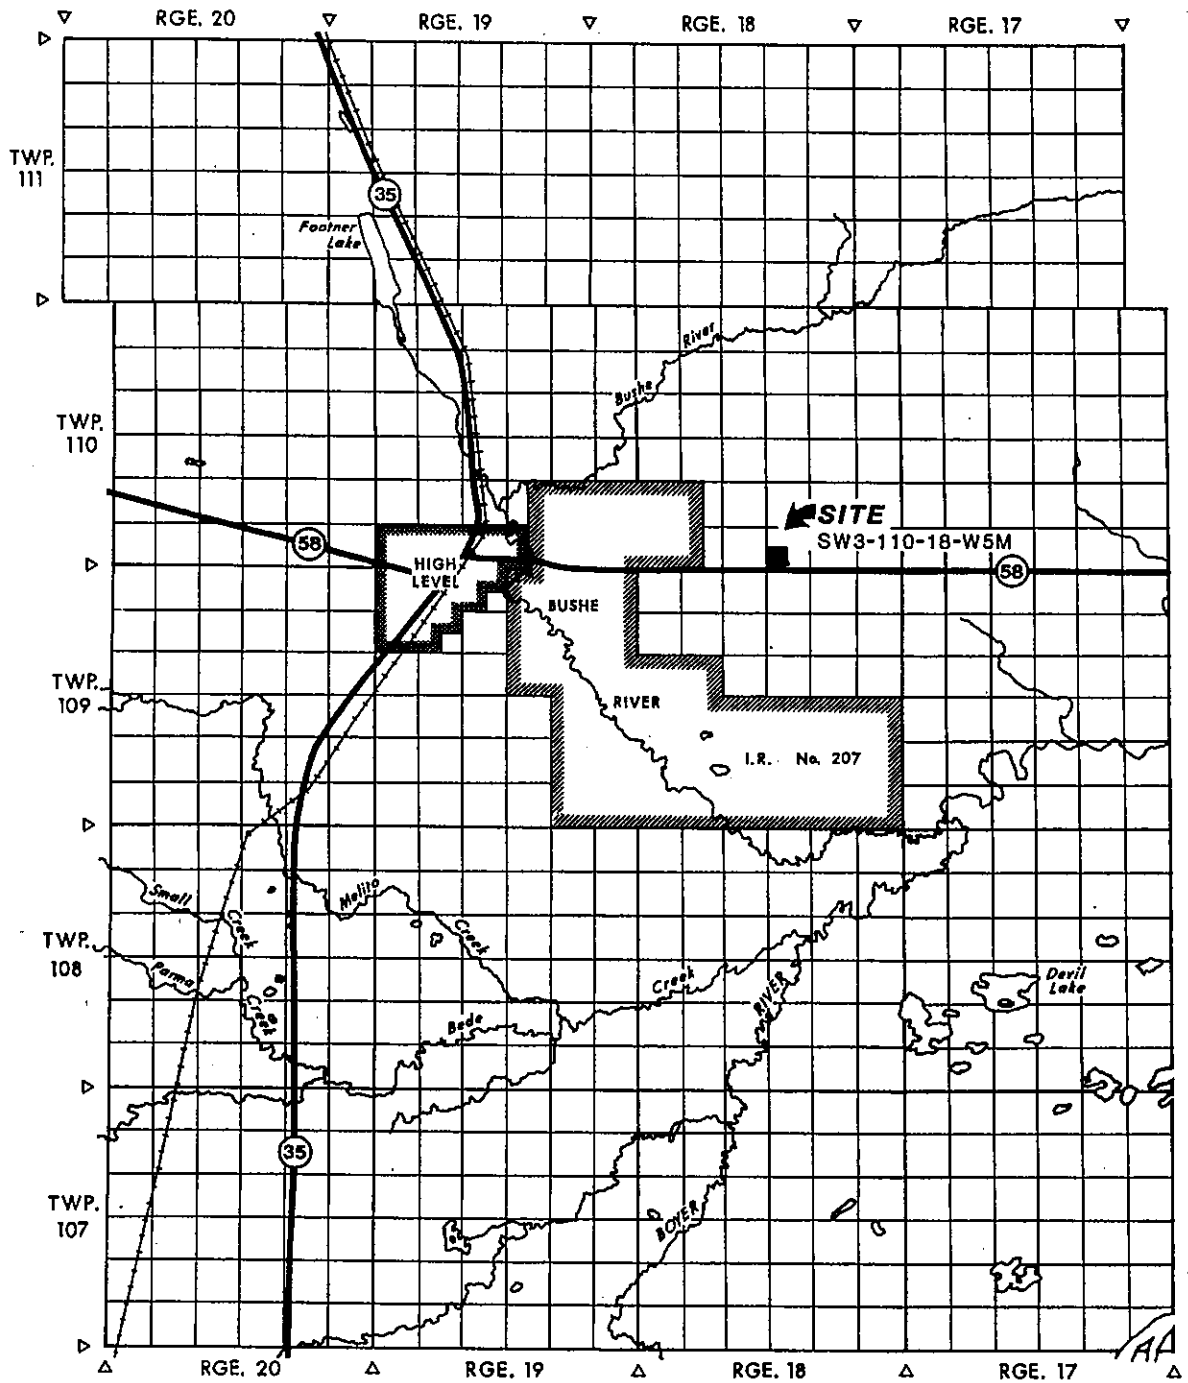 RGE. 20 RGE. 19 RGE. 18 RGE. 17
TWP.
111
35
Footner
Lake
River
Bushe
TWP.
110
SITE
SW3-110-18-W5M
58
HIGH
LEVEL
58
BUSHE
TWP.
109
RIVER
I.R. No. 207
Small
Creek
Melito
Creek
TWP.
108
Parma
Creek
Creek
Bede
RIVER
Devil
Lake
35
TWP.
107
BOYER
RGE. 20 RGE. 19 RGE. 18 RGE. 17